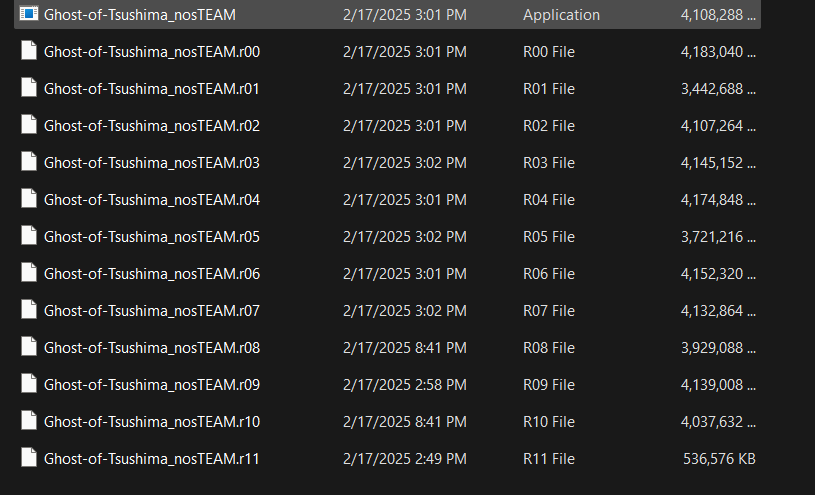 Ghost-of-Tsushima_nosTEAM 2/17/2025 3:01 PM Application 4,108,288 ...
Ghost-of-Tsushima_nosTEAM.r00 2/17/2025 3:01 PM R00 File 4,183,040 ...
Ghost-of-Tsushima_nosTEAM.r01 2/17/2025 3:01 PM R01 File 3,442,688 ...
Ghost-of-Tsushima_nosTEAM.r02 2/17/2025 3:01 PM R02 File 4,107,264 ...
Ghost-of-Tsushima_nosTEAM.r03 2/17/2025 3:02 PM R03 File 4,145,152 ...
Ghost-of-Tsushima_nosTEAM.r04 2/17/2025 3:01 PM R04 File 4,174,848 ...
Ghost-of-Tsushima_nosTEAM.r05 2/17/2025 3:02 PM R05 File 3,721,216 ...
Ghost-of-Tsushima_nosTEAM.r06 2/17/2025 3:01 PM R06 File 4,152,320 ...
Ghost-of-Tsushima_nosTEAM.r07 2/17/2025 3:02 PM R07 File 4,132,864 ...
Ghost-of-Tsushima_nosTEAM.r08 2/17/2025 8:41 PM R08 File 3,929,088 ...
Ghost-of-Tsushima_nosTEAM.r09 2/17/2025 2:58 PM R09 File 4,139,008 ...
Ghost-of-Tsushima_nosTEAM.r10 2/17/2025 8:41 PM R10 File 4,037,632 ...
Ghost-of-Tsushima_nosTEAM.r11 2/17/2025 2:49 PM R11 File 536,576 KB